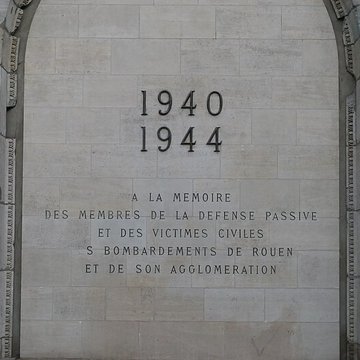 1940
1944
A LA MEMOIRE
DES MEMBRES DE LA DEFENSE PASSIVE
ET DES VICTIMES CIVILES
S BOMBARDEMENTS DE ROUEN
ET DE SON AGGLOMERATION